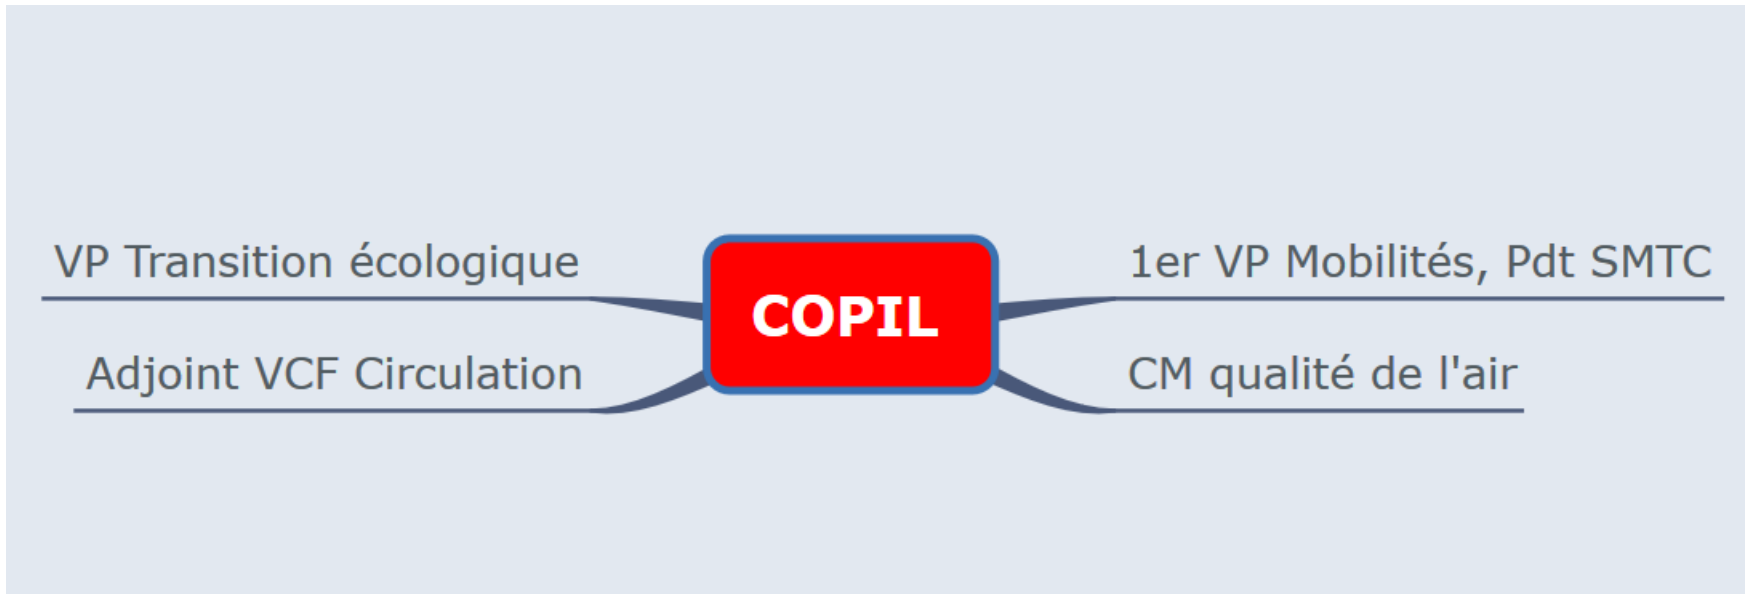 VP Transition écologique
Adjoint VCF Circulation
COPIL
1er VP Mobilités, Pdt SMTC
CM qualité de l'air